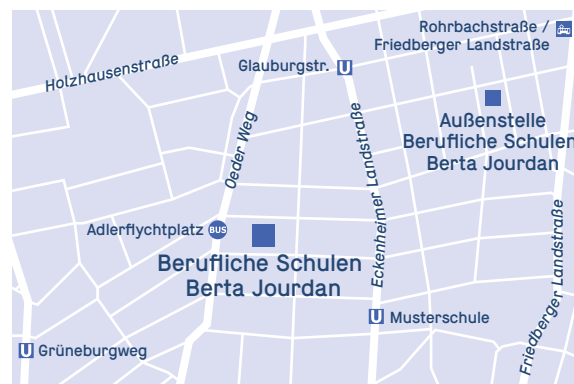 Rohrbachstraße /
Friedberger Landstraße
Holzhausenstraße
Glauburgstr. U
Außenstelle
Berufliche Schulen
Berta Jourdan
Oeder Weg
Eckenheimer Landstraße
Adlerflychtplatz BUS
Berufliche Schulen
Berta Jourdan
Friedberger Landstraße
U Musterschule
U Grüneburgweg